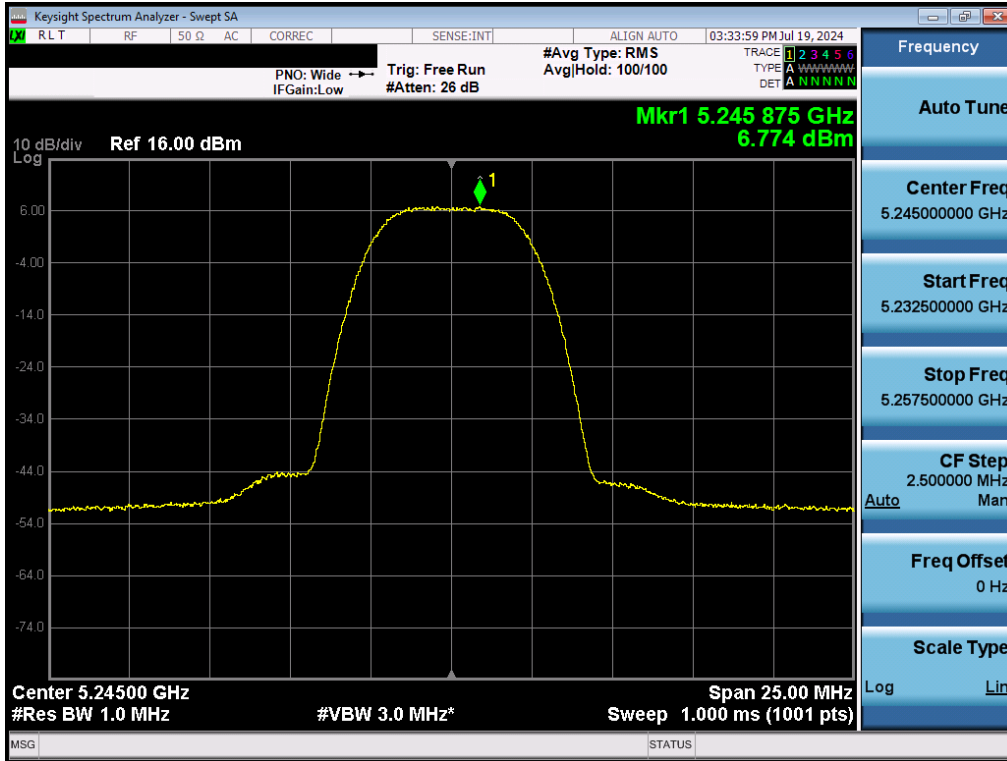 Keysight Spectrum Analyzer - Swept SA
LXI RLT RF 50 Ω AC CORREC SENSE:INT ALIGN AUTO 03:33:59 PM Jul 19, 2024
PNO: Wide
IFGain:Low
Trig: Free Run
#Atten: 26 dB
#Avg Type: RMS
Avg|Hold: 100/100
TRACE 1 2 3 4 5 6
TYPE A WWWWW
DET A N N N N N
Mkr1 5.245 875 GHz
6.774 dBm
10 dB/div Ref 16.00 dBm
Log
1
6.00
-4.00
-14.0
-24.0
-34.0
-44.0
-54.0
-64.0
-74.0
Center 5.24500 GHz Span 25.00 MHz
#Res BW 1.0 MHz #VBW 3.0 MHz* Sweep 1.000 ms (1001 pts)
MSG STATUS
Frequency
Auto Tune
Center Freq
5.245000000 GHz
Start Freq
5.232500000 GHz
Stop Freq
5.257500000 GHz
CF Step
2.500000 MHz
Auto Man
Freq Offset
0 Hz
Scale Type
Log Lin